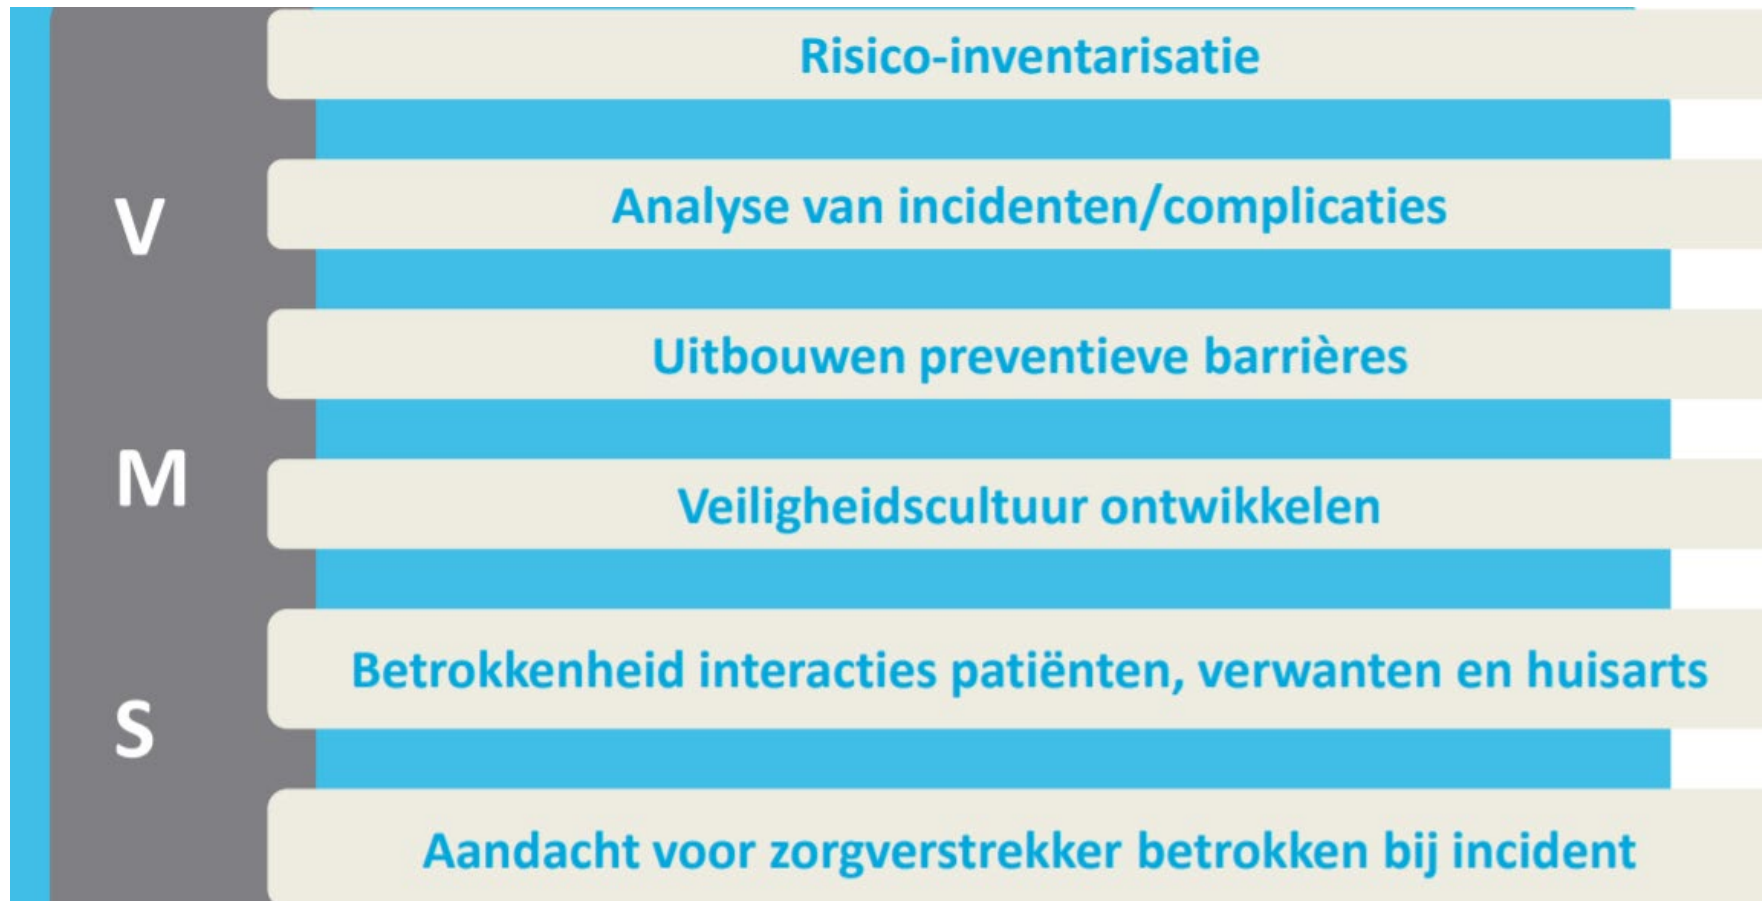 Risico-inventarisatie
V
Analyse van incidenten/complicaties
Uitbouwen preventieve barrières
M
Veiligheidscultuur ontwikkelen
Betrokkenheid interacties patiënten, verwanten en huisarts
S
Aandacht voor zorgverstrekker betrokken bij incident